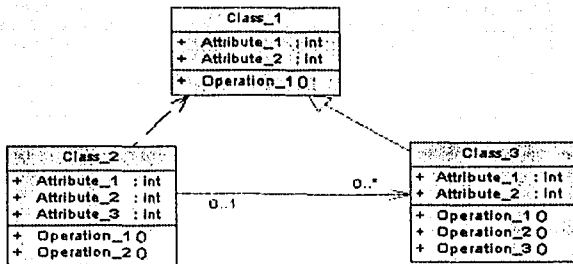 Class_1
+ Attribute_1 : int
+ Attribute_2 : int
+ Operation_1 ()
Class_2
+ Attribute_1 : int
+ Attribute_2 : int
+ Attribute_3 : int
+ Operation_1 ()
+ Operation_2 ()
0..1
0..*
Class_3
+ Attribute_1 : int
+ Attribute_2 : int
+ Operation_1 ()
+ Operation_2 ()
+ Operation_3 ()